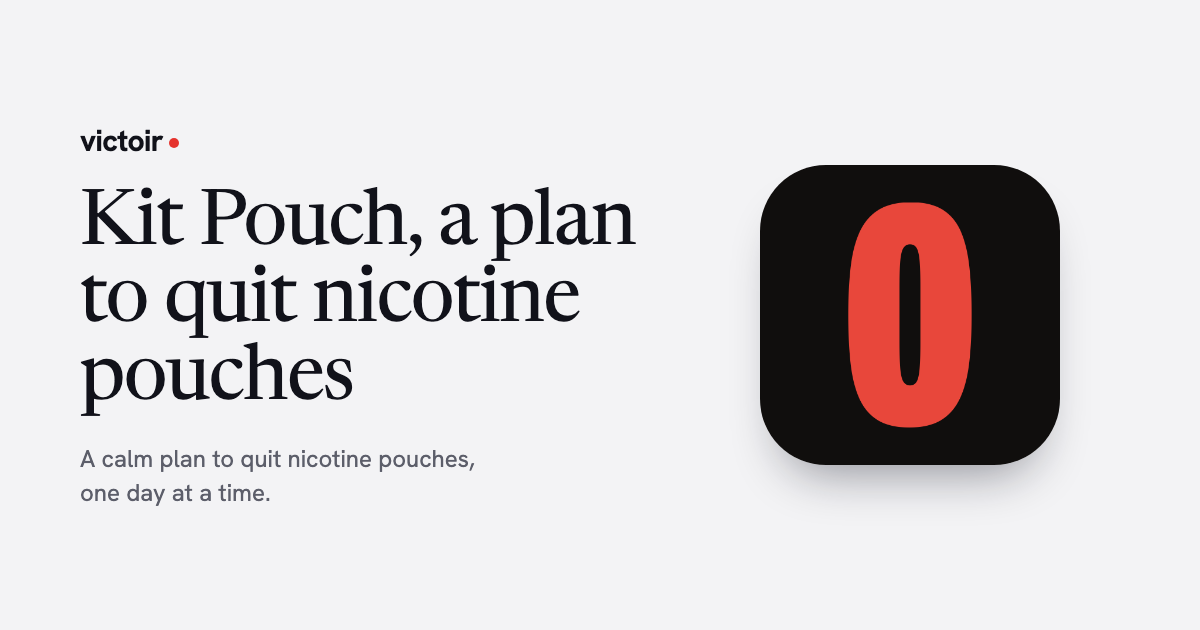 victoir
Kit Pouch, a plan
to quit nicotine
pouches
A calm plan to quit nicotine pouches,
one day at a time.
0